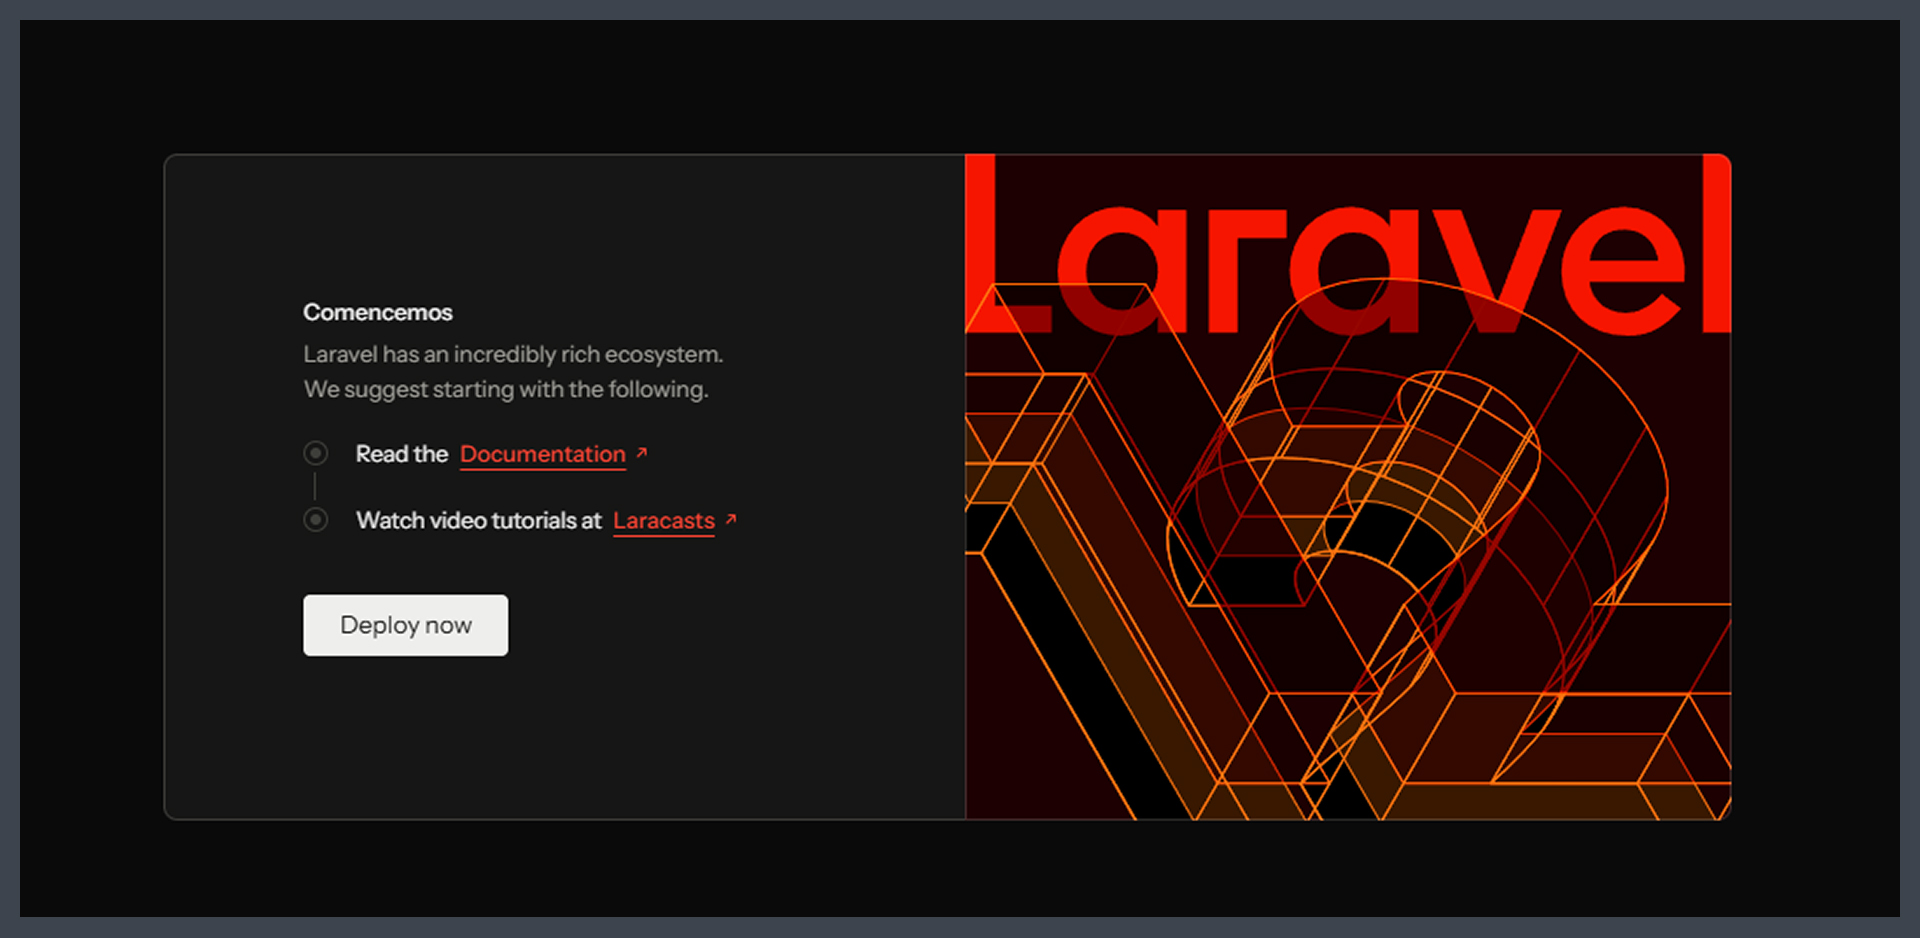 Comencemos
Laravel has an incredibly rich ecosystem.
We suggest starting with the following.
Read the Documentation
Watch video tutorials at Laracasts
Deploy now
Laravel